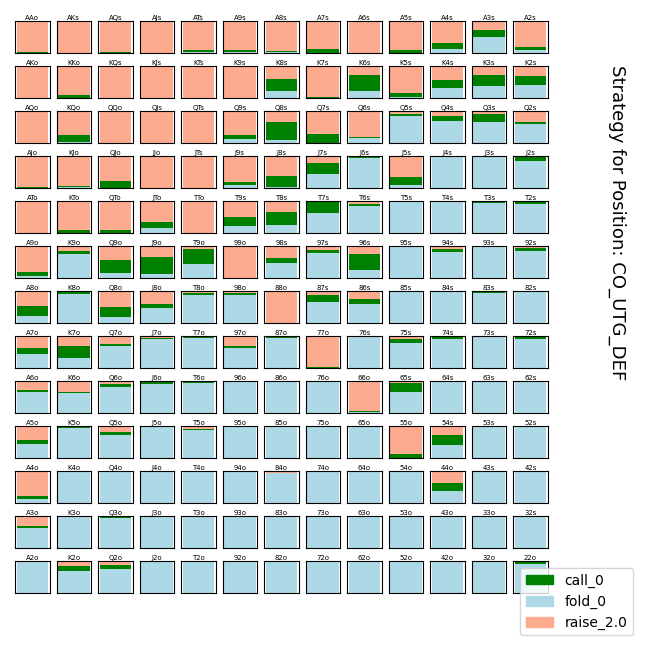 AAo AKs AQs AJs ATs A9s A8s A7s A6s A5s A4s A3s A2s
AKo KKo KQs KJs KTs K9s K8s K7s K6s K5s K4s K3s K2s
AQo KQo QQo QJs QTs Q9s Q8s Q7s Q6s Q5s Q4s Q3s Q2s
AJo KJo QJo JJo JTs J9s J8s J7s J6s J5s J4s J3s J2s
ATo KTo QTo JTo TTo T9s T8s T7s T6s T5s T4s T3s T2s
A9o K9o Q9o J9o T9o 99o 98s 97s 96s 95s 94s 93s 92s
A8o K8o Q8o J8o T8o 98o 88o 87s 86s 85s 84s 83s 82s
A7o K7o Q7o J7o T7o 97o 87o 77o 76s 75s 74s 73s 72s
A6o K6o Q6o J6o T6o 96o 86o 76o 66o 65s 64s 63s 62s
A5o K5o Q5o J5o T5o 95o 85o 75o 65o 55o 54s 53s 52s
A4o K4o Q4o J4o T4o 94o 84o 74o 64o 54o 44o 43s 42s
A3o K3o Q3o J3o T3o 93o 83o 73o 63o 53o 43o 33o 32s
A2o K2o Q2o J2o T2o 92o 82o 72o 62o 52o 42o 32o 22o
Strategy for Position: CO_UTG_DEF
call_0
fold_0
raise_2.0